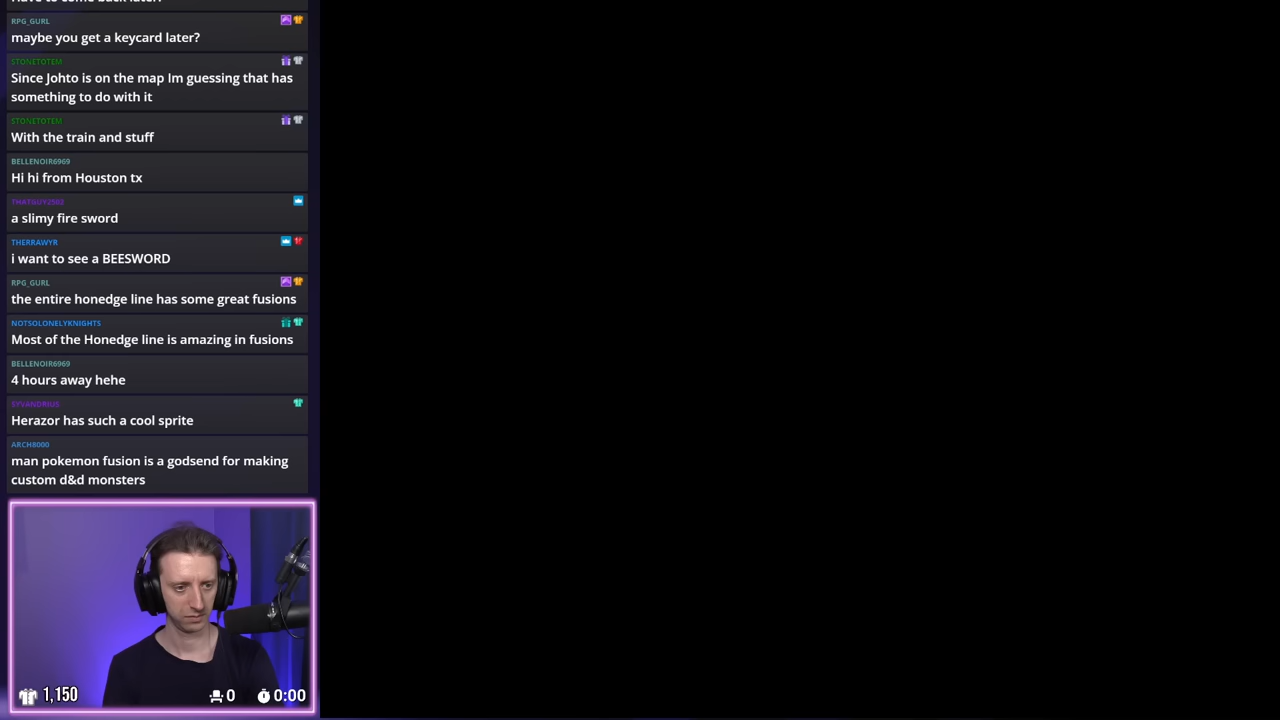 RPG_GURL
maybe you get a keycard later?
STONETOTEM
Since Johto is on the map Im guessing that has
something to do with it
STONETOTEM
With the train and stuff
BELLENOIR6969
Hi hi from Houston tx
THATGUY2502
a slimy fire sword
THERRAWYR
i want to see a BEESWORD
RPG_GURL
the entire honedge line has some great fusions
NOTSOLONELYKNIGHTS
Most of the Honedge line is amazing in fusions
BELLENOIR6969
4 hours away hehe
SYVANDRIUS
Herazor has such a cool sprite
ARCH8000
man pokemon fusion is a godsend for making
custom d&d monsters
1,150 0 0:00